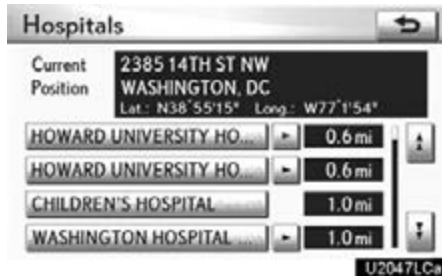 Hospitals
Current Position
2385 14TH ST NW
WASHINGTON, DC
Lat.: N38°55'15" Long.: W77°1'54"
HOWARD UNIVERSITY HO... 0.6 mi
HOWARD UNIVERSITY HO... 0.6 mi
CHILDREN'S HOSPITAL 1.0 mi
WASHINGTON HOSPITAL 1.0 mi
U2047LCa